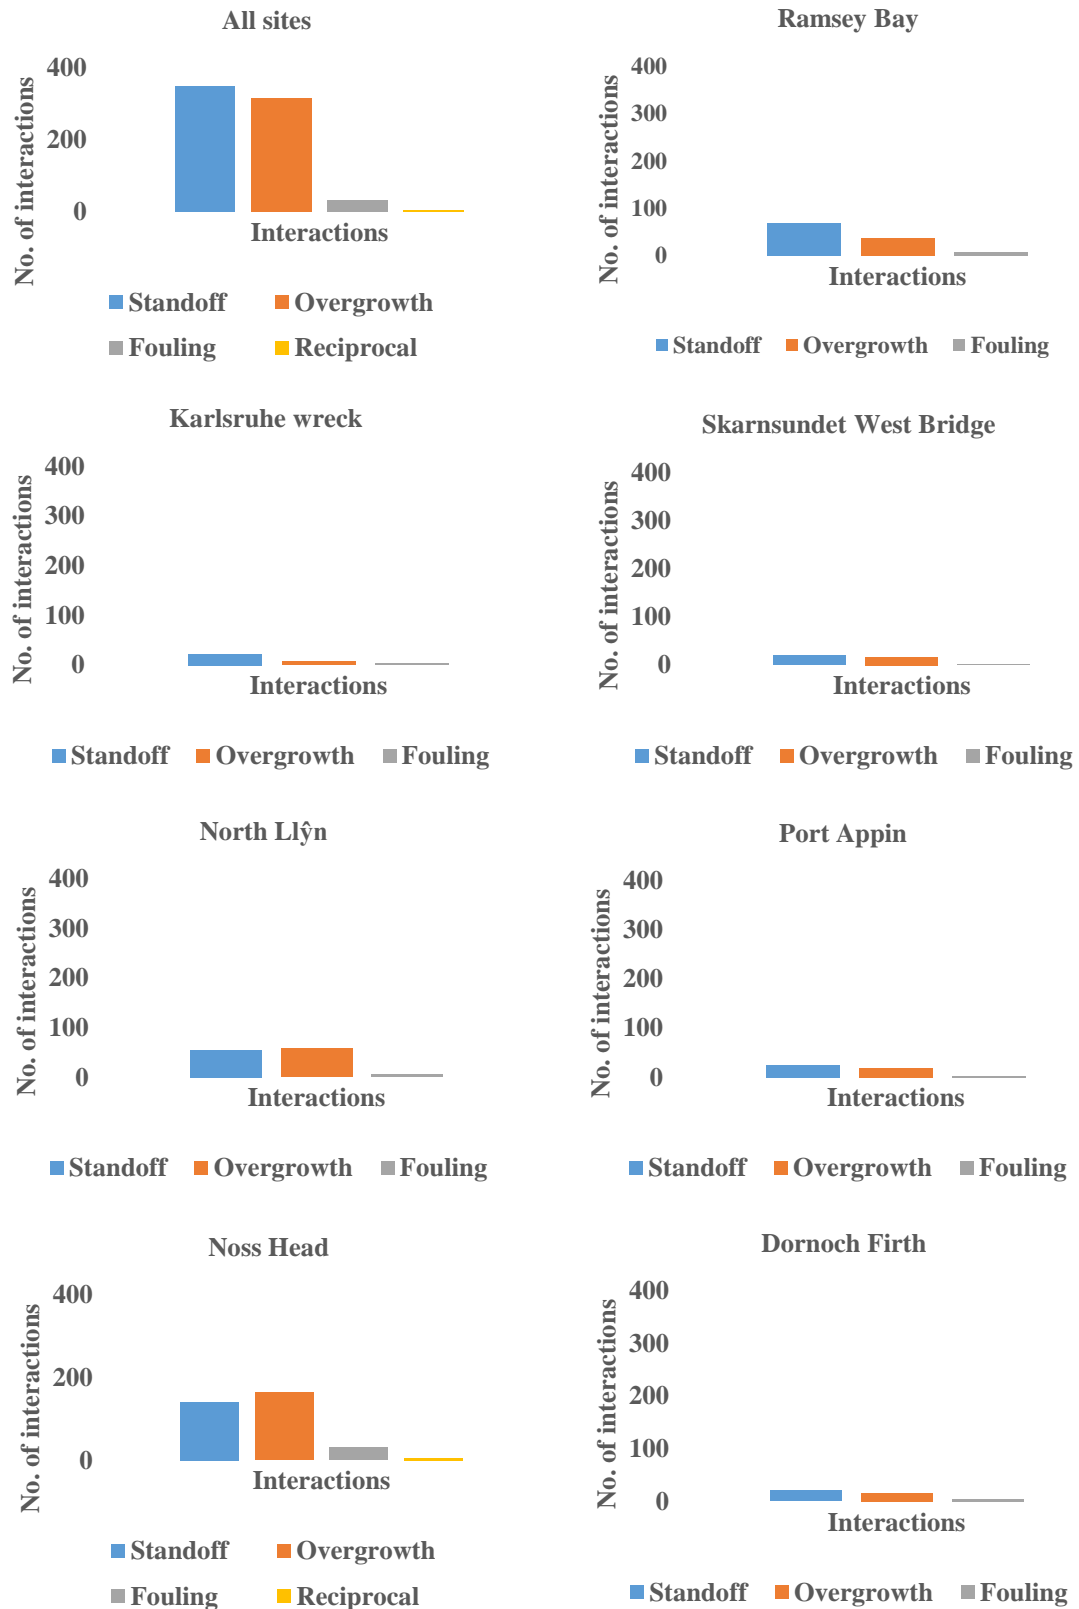 All sites
No. of interactions
400
200
0
Interactions
Standoff Overgrowth
Fouling Reciprocal
Ramsey Bay
No. of interactions
400
300
200
100
0
Interactions
Standoff Overgrowth Fouling
Karlsruhe wreck
No. of interactions
400
300
200
100
0
Interactions
Standoff Overgrowth Fouling
Skarnsundet West Bridge
No. of interactions
400
300
200
100
0
Interactions
Standoff Overgrowth Fouling
North Llŷn
No. of interactions
400
300
200
100
0
Interactions
Standoff Overgrowth Fouling
Port Appin
No. of interactions
400
300
200
100
0
Interactions
Standoff Overgrowth Fouling
Noss Head
No. of interactions
400
200
0
Interactions
Standoff Overgrowth
Fouling Reciprocal
Dornoch Firth
No. of interactions
400
300
200
100
0
Interactions
Standoff Overgrowth Fouling